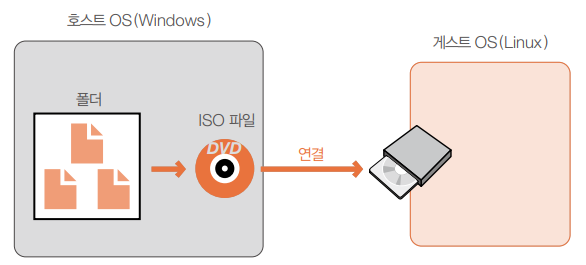 호스트 OS(Windows)
게스트 OS(Linux)
폴더
ISO 파일
DVD
연결